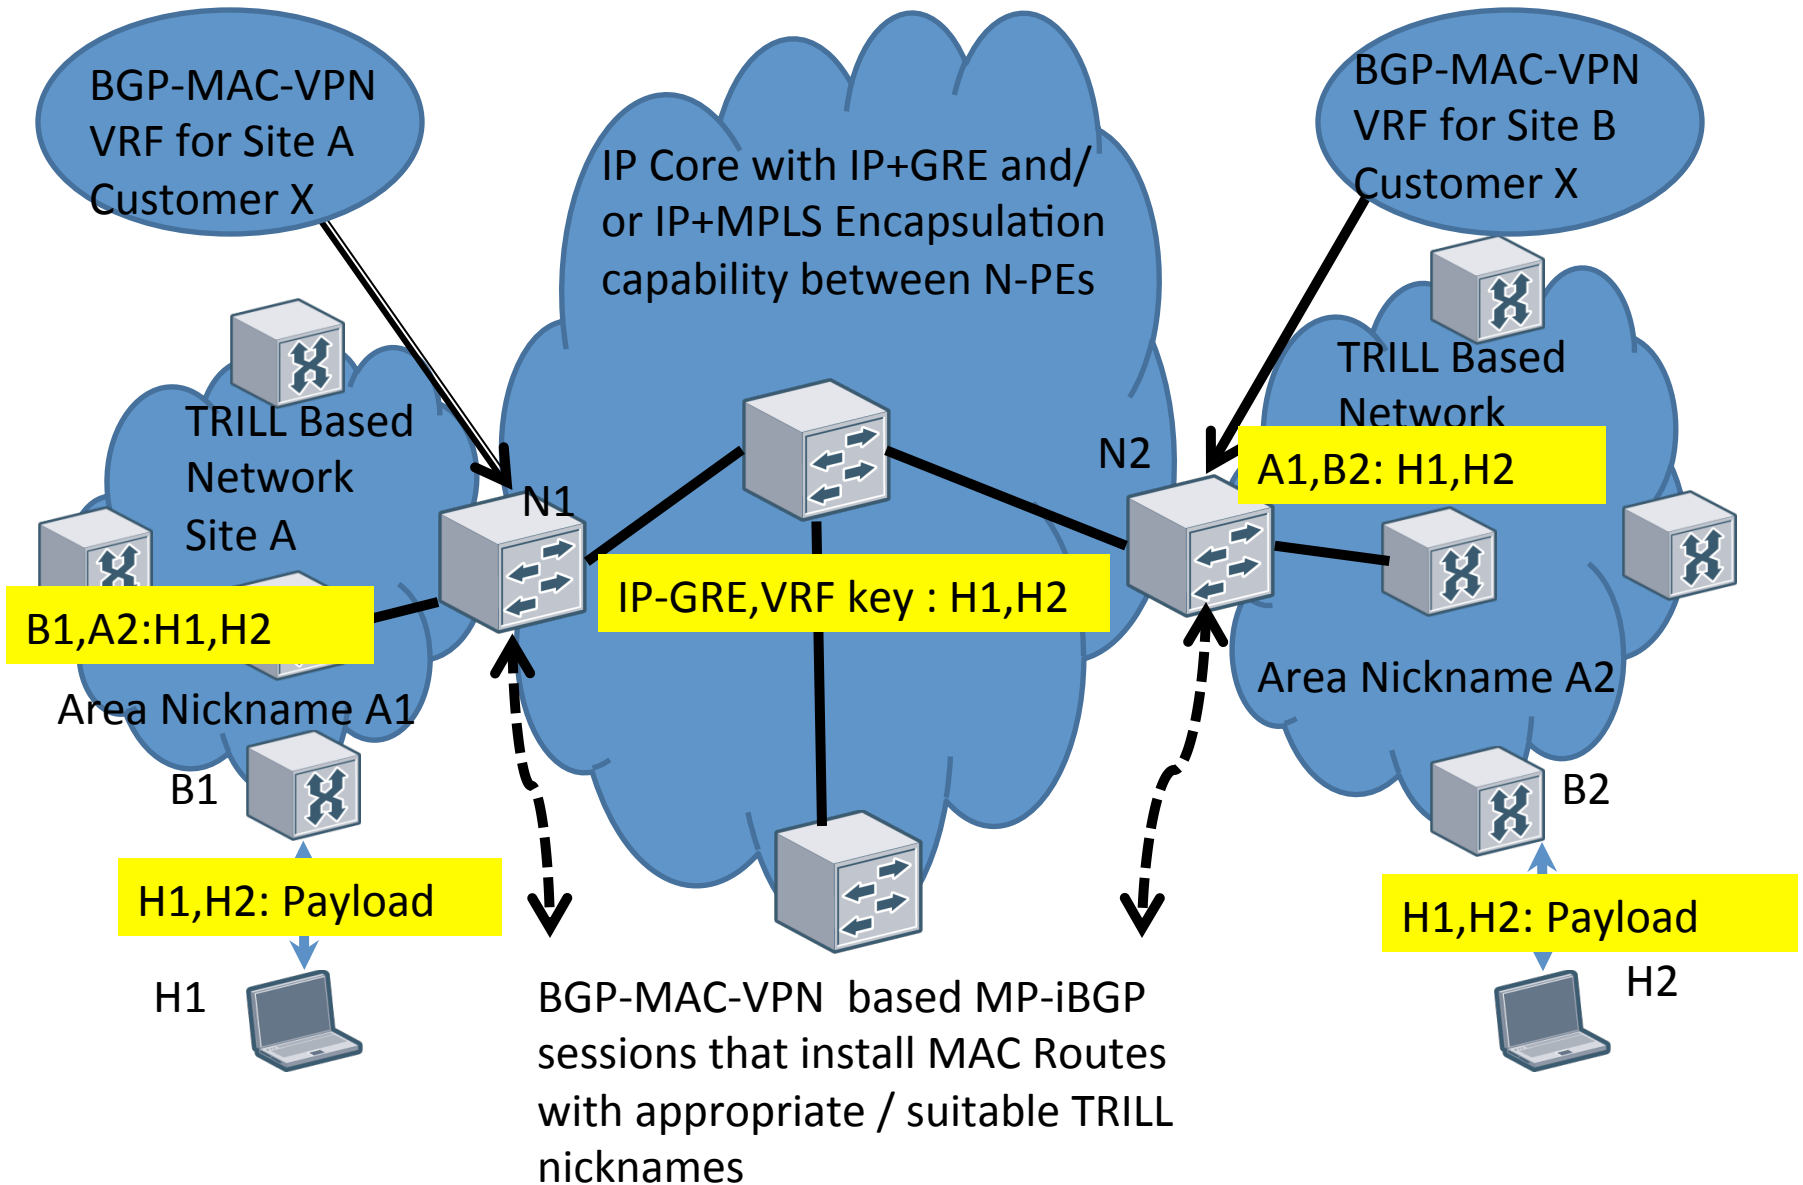 BGP-MAC-VPN
VRF for Site A
Customer X
IP Core with IP+GRE and/
or IP+MPLS Encapsulation
capability between N-PEs
BGP-MAC-VPN
VRF for Site B
Customer X
TRILL Based
Network
Site A
N1
N2
TRILL Based
Network
A1,B2: H1,H2
B1,A2:H1,H2
IP-GRE,VRF key : H1,H2
Area Nickname A1
Area Nickname A2
B1
B2
H1,H2: Payload
H1,H2: Payload
H1
H2
BGP-MAC-VPN  based MP-iBGP
sessions that install MAC Routes
with appropriate / suitable TRILL
nicknames